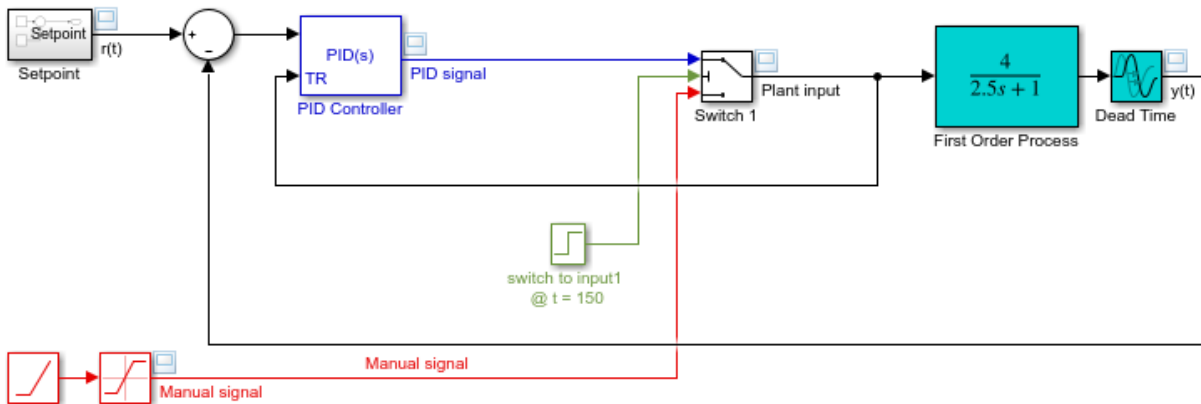 Setpoint
r(t)
Setpoint
+
−
PID(s)
TR
PID Controller
PID signal
Switch 1
Plant input
4
2.5s + 1
First Order Process
Dead Time
y(t)
switch to input1
@ t = 150
Manual signal
Manual signal